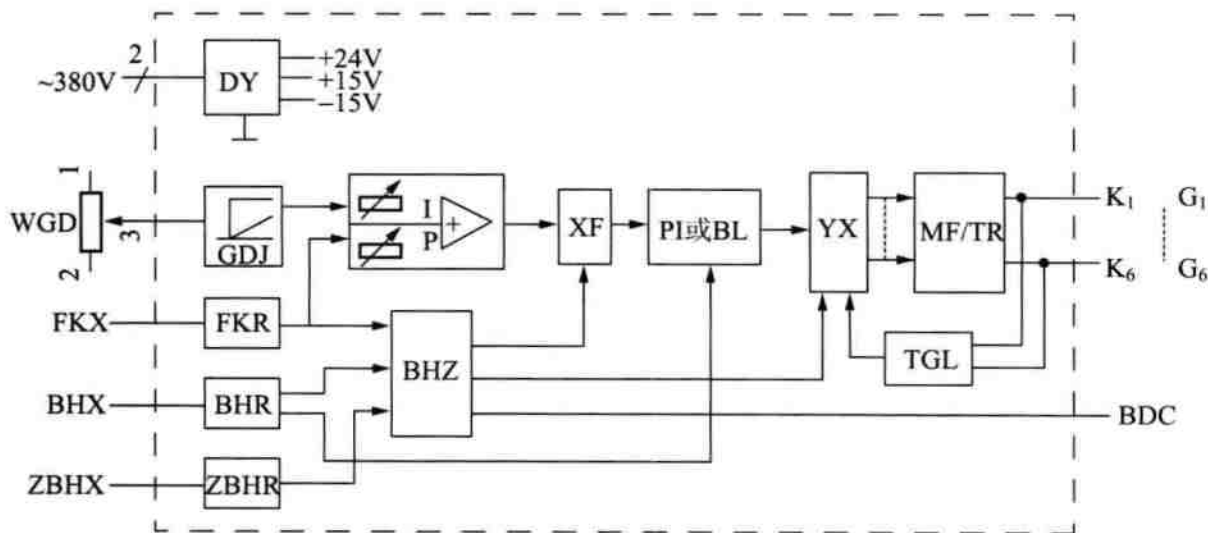 2
~380V
DY
+24V
+15V
−15V
1
WGD
3
2
GDJ
I
P
+
XF
PI或BL
YX
MF/TR
K₁
G₁
K₆
G₆
FKX
FKR
BHZ
TGL
BHX
BHR
BDC
ZBHX
ZBHR